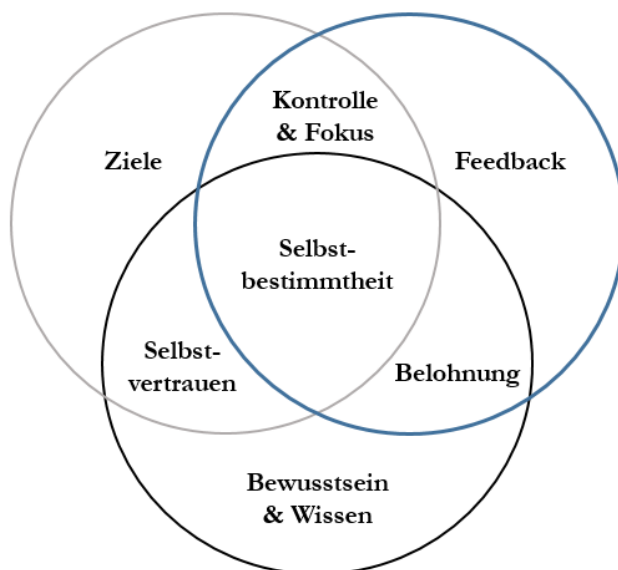 Kontrolle
& Fokus
Ziele
Feedback
Selbst-
bestimmtheit
Selbst-
vertrauen
Belohnung
Bewusstsein
& Wissen